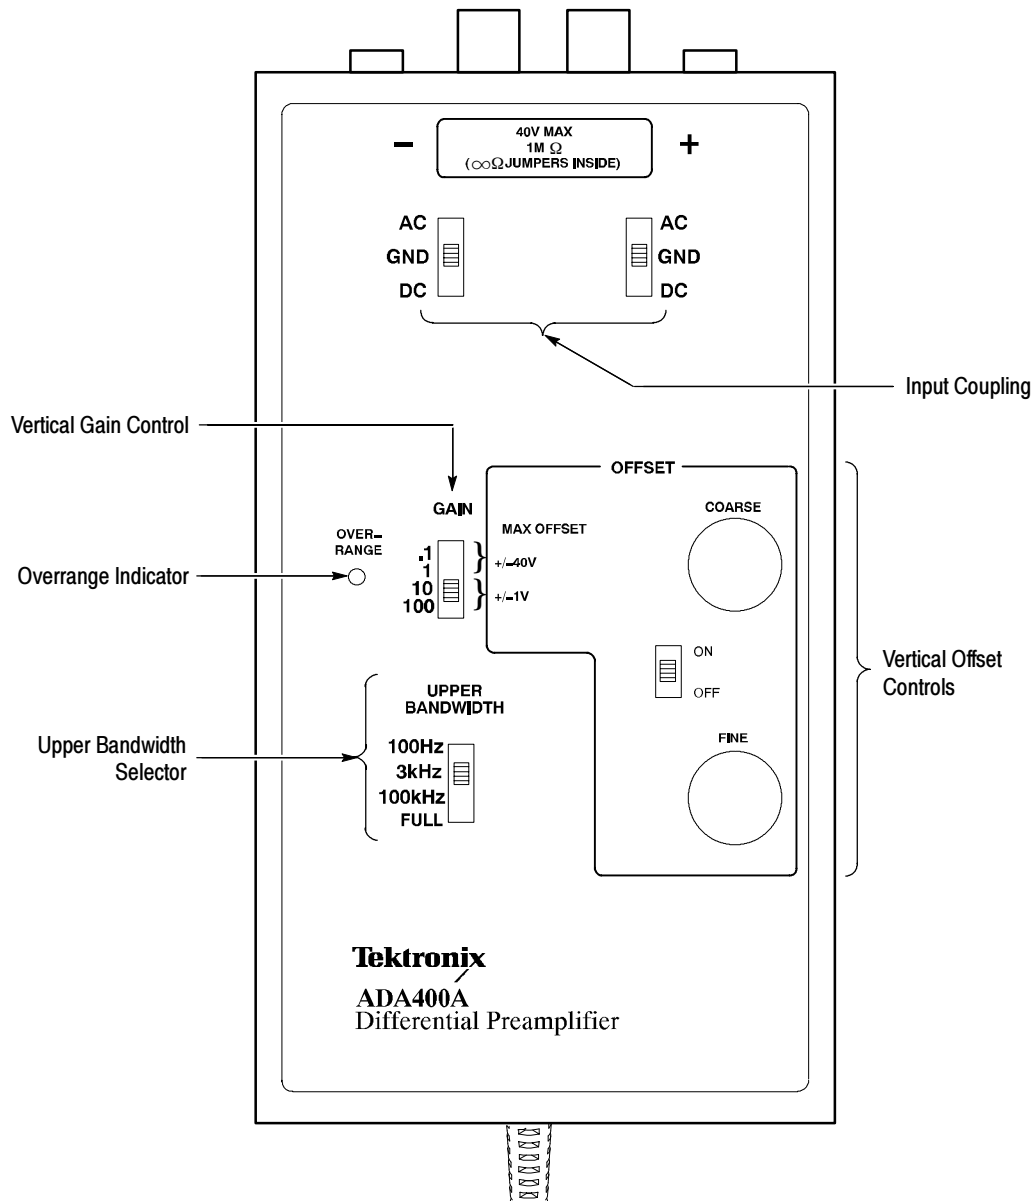 − 40V MAX +
1M Ω
(∞Ω JUMPERS INSIDE)
AC AC
GND GND
DC DC
Input Coupling
Vertical Gain Control
OFFSET
GAIN
COARSE
OVER–
RANGE
MAX OFFSET
.1
+/–40V
1
Overrange Indicator
10
+/–1V
100
ON
OFF
Vertical Offset
Controls
UPPER
BANDWIDTH
FINE
100Hz
Upper Bandwidth
Selector
3kHz
100kHz
FULL
Tektronix
ADA400A
Differential Preamplifier